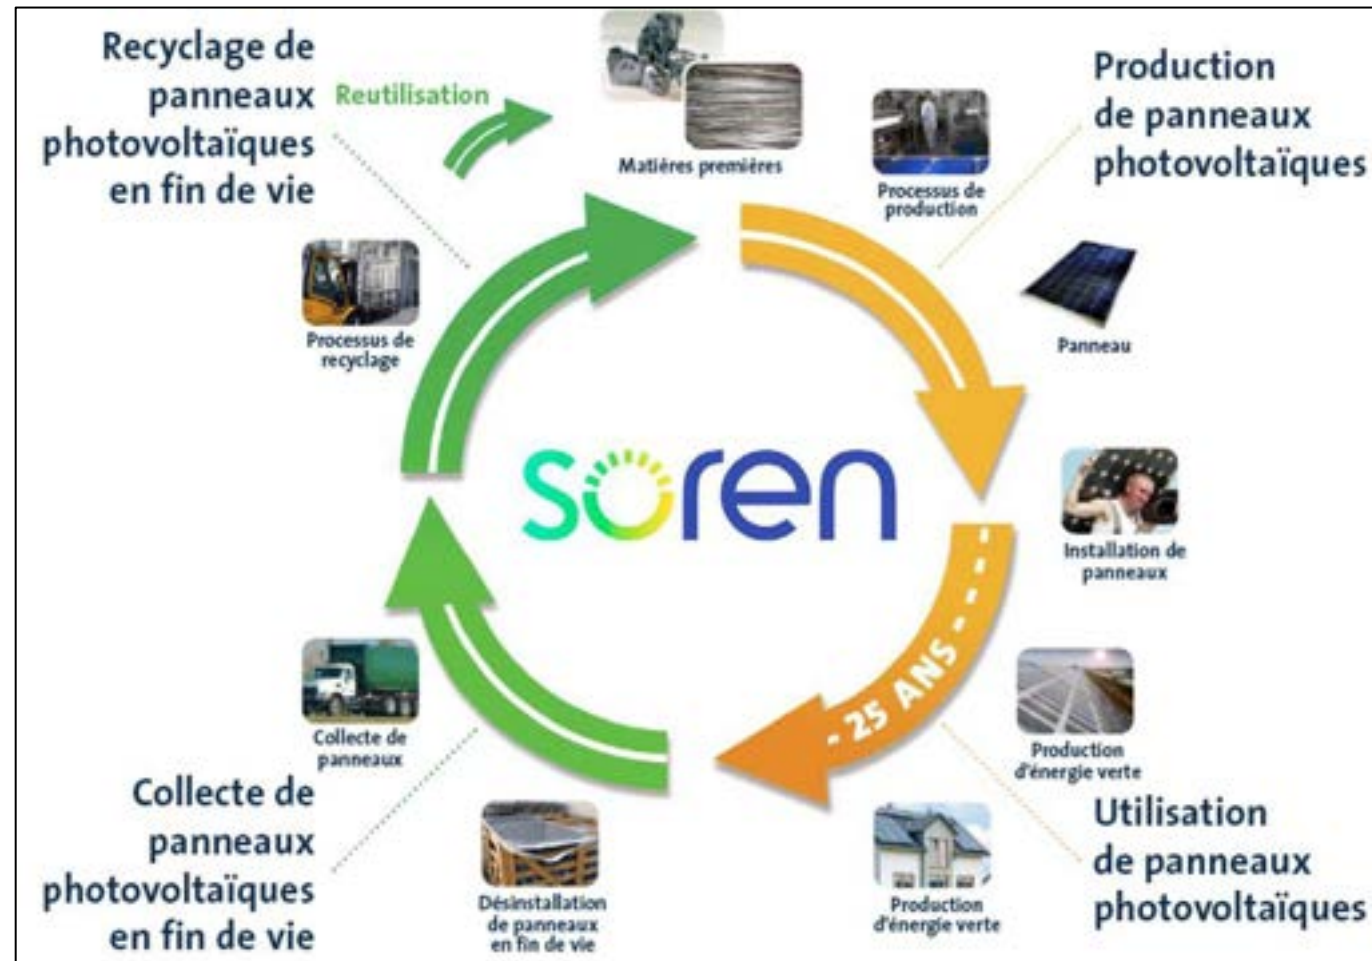 Recyclage de
panneaux
photovoltaïques
en fin de vie
Reutilisation
Matières premières
Processus de
production
Production
de panneaux
photovoltaïques
Processus de
recyclage
Panneau
soren
Installation de
panneaux
- 25 ANS - - - -
Collecte de
panneaux
Production
d'énergie verte
Collecte de
panneaux
photovoltaïques
en fin de vie
Désinstallation
de panneaux
en fin de vie
Production
d'énergie verte
Utilisation
de panneaux
photovoltaïques